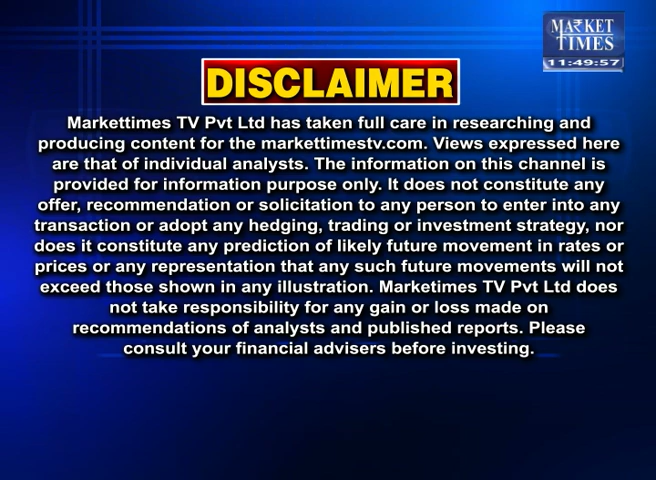 MA₹KET
TIMES
11:49:57
DISCLAIMER
Markettimes TV Pvt Ltd has taken full care in researching and
producing content for the markettimestv.com. Views expressed here
are that of individual analysts. The information on this channel is
provided for information purpose only. It does not constitute any
offer, recommendation or solicitation to any person to enter into any
transaction or adopt any hedging, trading or investment strategy, nor
does it constitute any prediction of likely future movement in rates or
prices or any representation that any such future movements will not
exceed those shown in any illustration. Marketimes TV Pvt Ltd does
not take responsibility for any gain or loss made on
recommendations of analysts and published reports. Please
consult your financial advisers before investing.